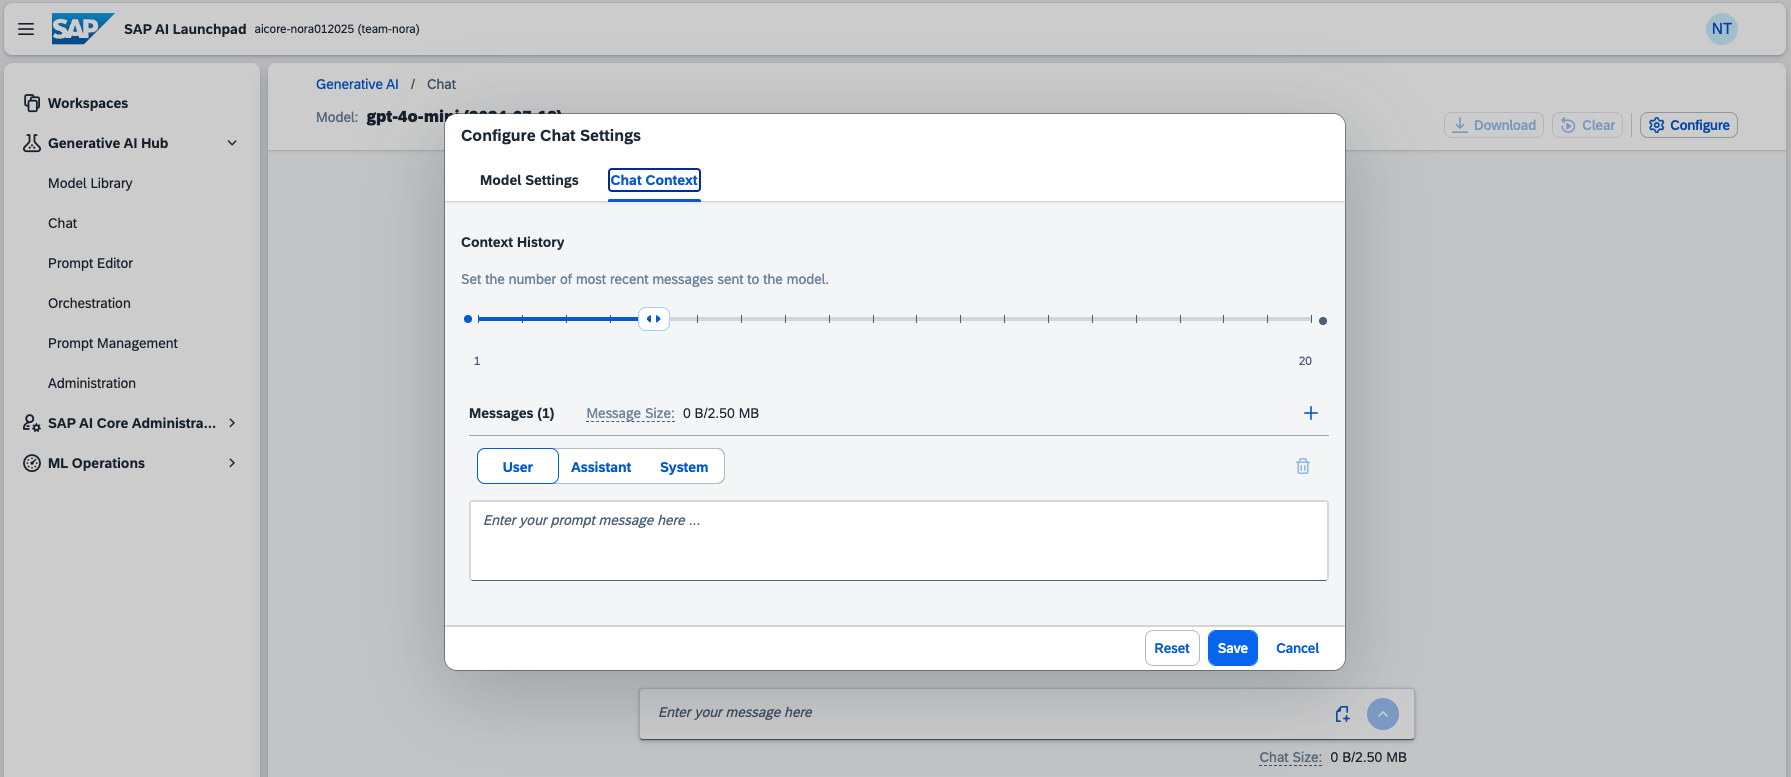 SAP SAP AI Launchpad aicore-nora012025 (team-nora) NT
Workspaces
Generative AI Hub
Model Library
Chat
Prompt Editor
Orchestration
Prompt Management
Administration
SAP AI Core Administra...
ML Operations
Generative AI / Chat
Model: gpt-4o-mini
Download Clear Configure
Configure Chat Settings
Model Settings Chat Context
Context History
Set the number of most recent messages sent to the model.
1 20
Messages (1) Message Size: 0 B/2.50 MB
User Assistant System
Enter your prompt message here ...
Reset Save Cancel
Enter your message here
Chat Size: 0 B/2.50 MB